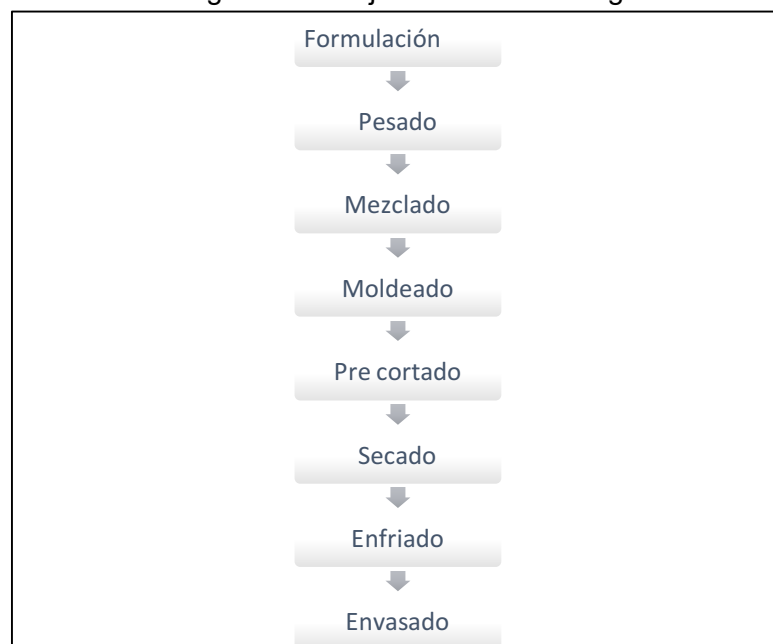 Formulación
Pesado
Mezclado
Moldeado
Pre cortado
Secado
Enfriado
Envasado